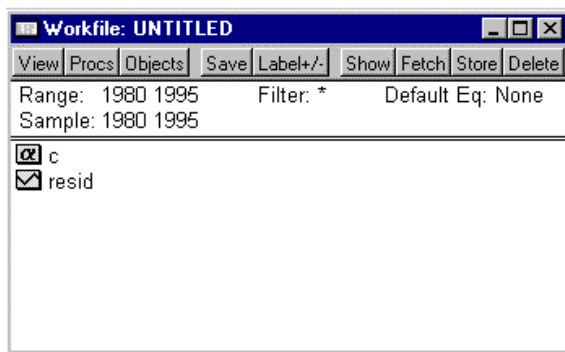 Workfile: UNTITLED
View Procs Objects Save Label+/- Show Fetch Store Delete
Range: 1980 1995 Filter: * Default Eq: None
Sample: 1980 1995
α c
resid